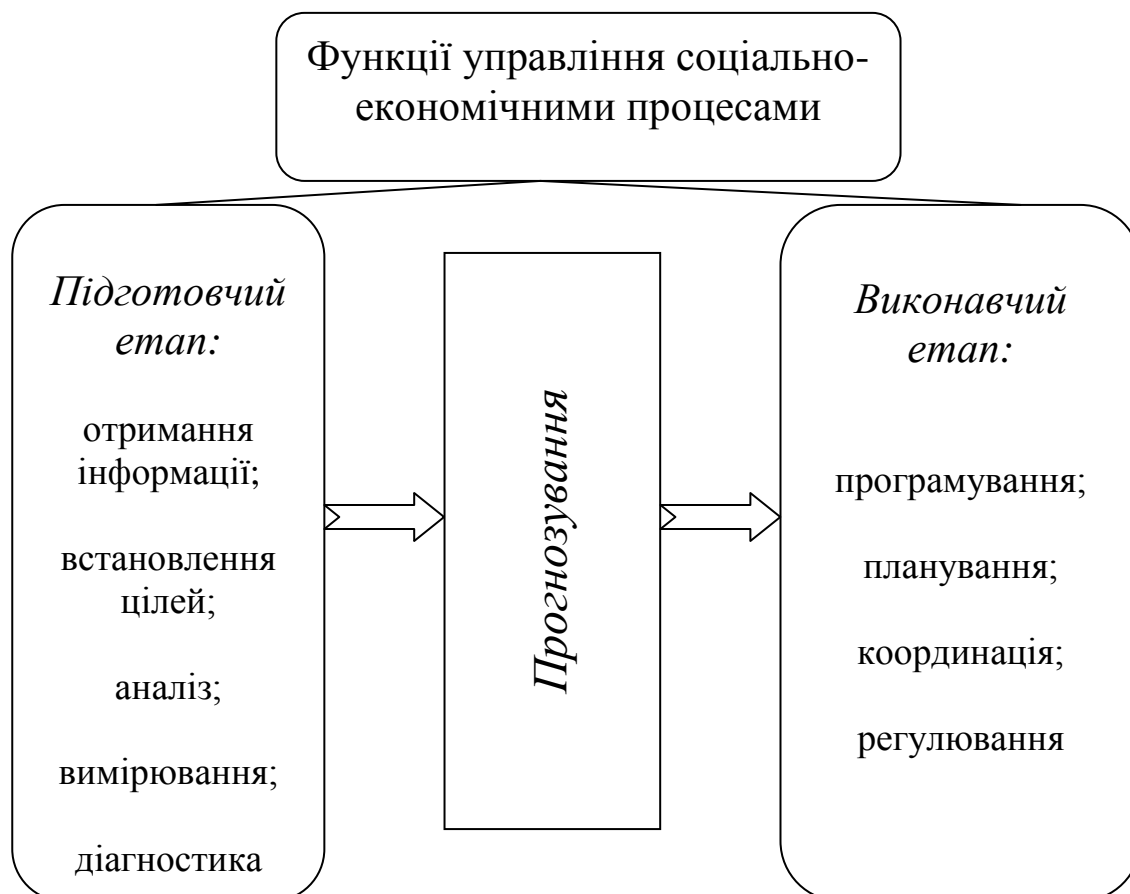 Функції управління соціально-
економічними процесами
Підготовчий
етап:
отримання
інформації;
встановлення
цілей;
аналіз;
вимірювання;
діагностика
Прогнозування
Виконавчий
етап:
програмування;
планування;
координація;
регулювання